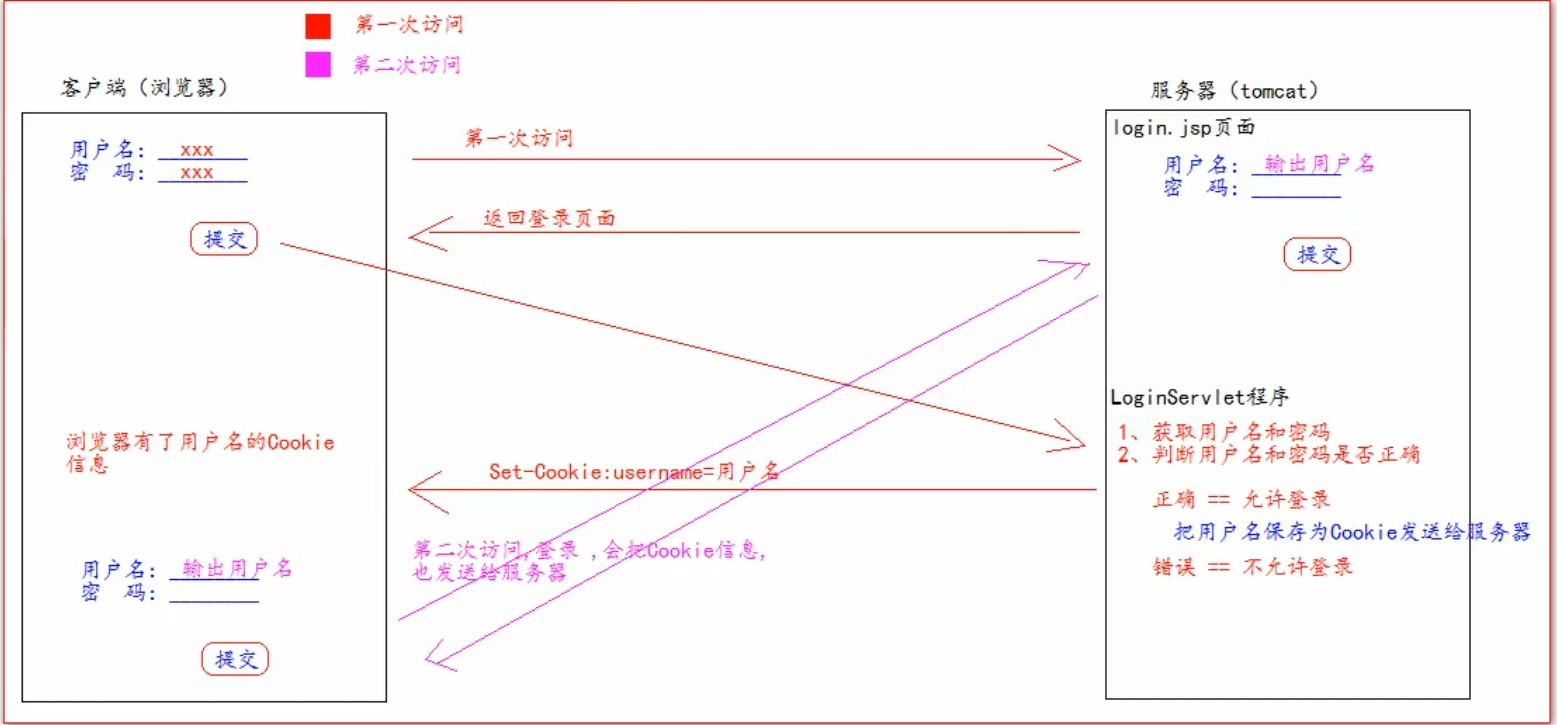 第一次访问
第二次访问
客户端（浏览器）
用户名: xxx
密 码: xxx
提交
浏览器有了用户名的Cookie
信息
用户名: 输出用户名
密 码:
提交
第一次访问
返回登录页面
Set-Cookie:username=用户名
第二次访问,登录 ,会把Cookie信息,
也发送给服务器
服务器（tomcat）
login.jsp页面
用户名: 输出用户名
密 码:
提交
LoginServlet程序
1、获取用户名和密码
2、判断用户名和密码是否正确
正确 == 允许登录
把用户名保存为Cookie发送给服务器
错误 == 不允许登录